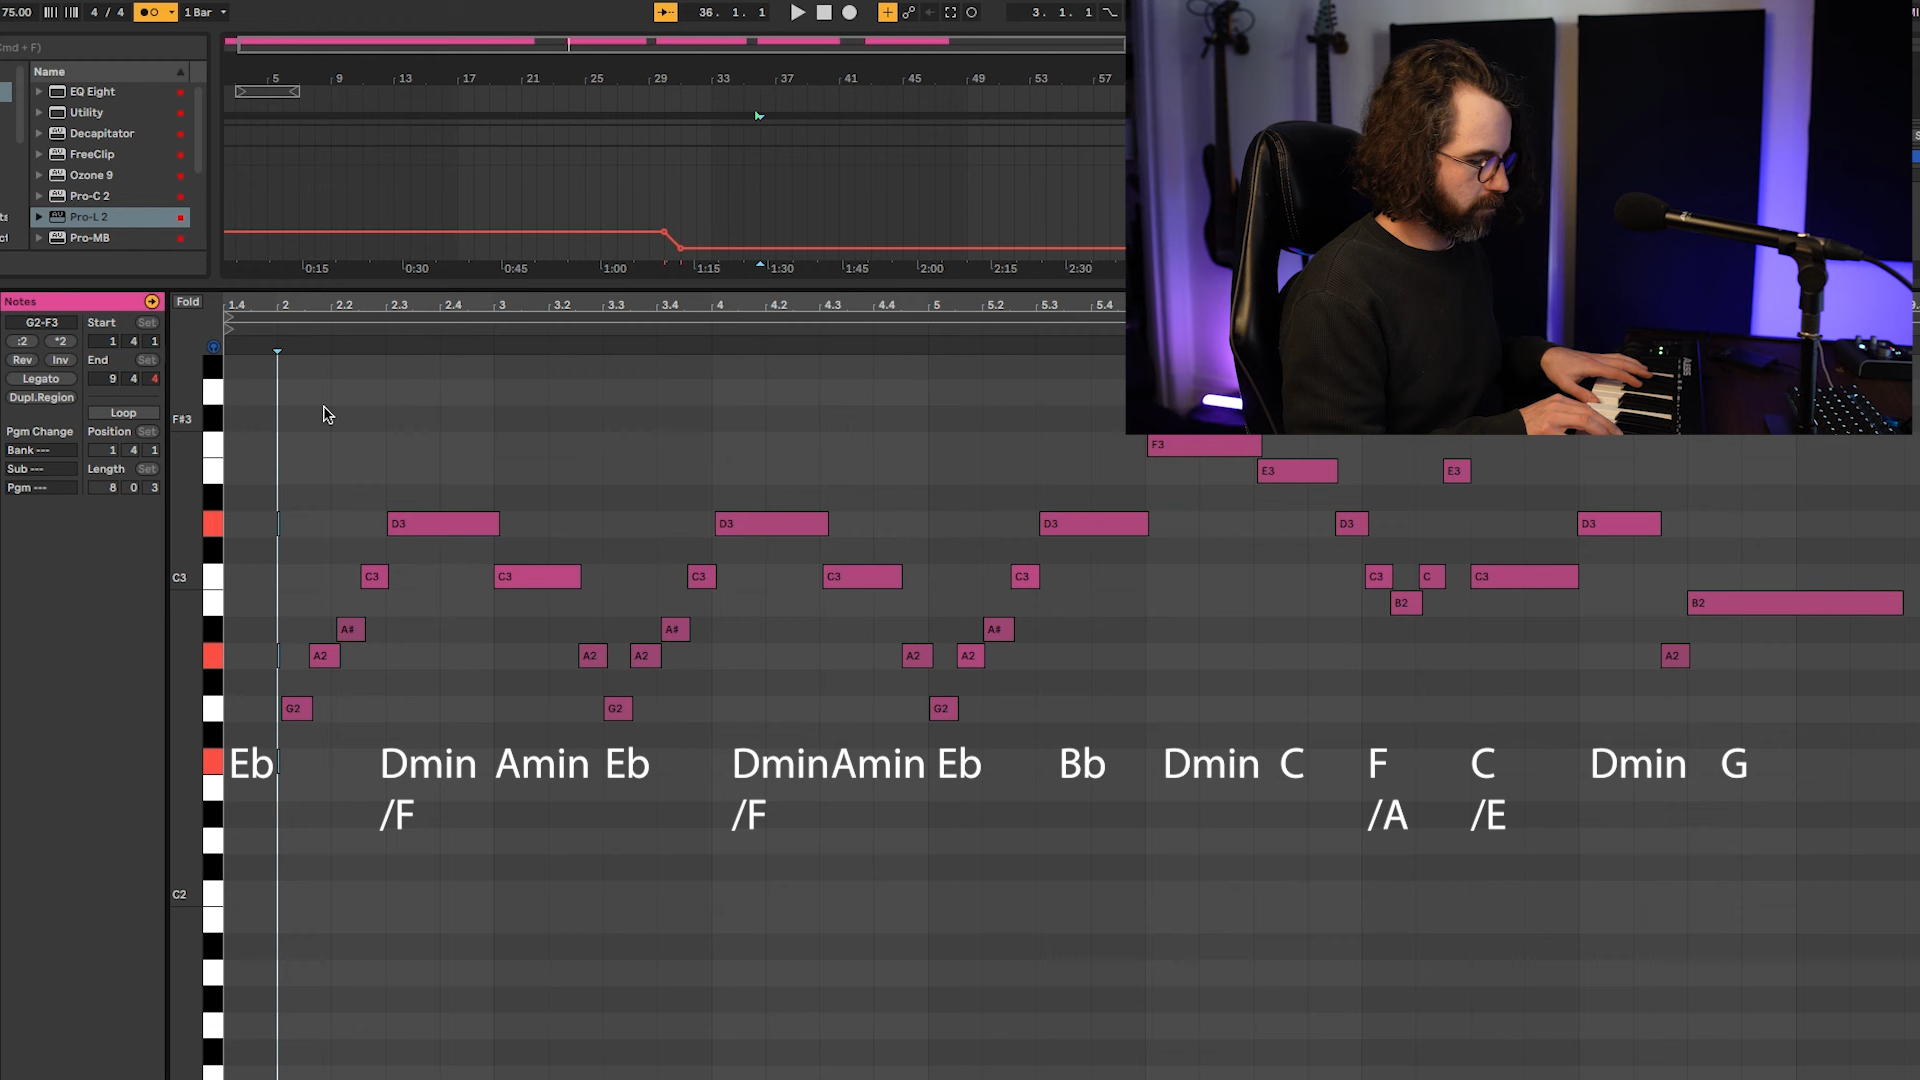 75.00 4 / 4 1 Bar 36. 1. 1 3. 1. 1
md + F)
Name
EQ Eight
Utility
Decapitator
FreeClip
Ozone 9
Pro-C 2
Pro-L 2
Pro-MB
5 9 13 17 21 25 29 33 37 41 45 49 53 57
0:15 0:30 0:45 1:00 1:15 1:30 1:45 2:00 2:15 2:30
Notes
G2-F3 Start Set
:2 *2 1 4 1
Rev Inv End Set
Legato 9 4 4
Dupl.Region
Loop
Pgm Change Position Set
Bank --- 1 4 1
Sub --- Length Set
Pgm --- 8 0 3
Fold 1.4 2 2.2 2.3 2.4 3 3.2 3.3 3.4 4 4.2 4.3 4.4 5 5.2 5.3 5.4
F#3
F3
E3 E3
D3 D3 D3 D3 D3
C3 C3 C3 C3 C3 C3 C3 C C3
B2 B2
A# A# A#
A2 A2 A2 A2 A2 A2
G2 G2 G2
Eb Dmin Amin Eb Dmin Amin Eb Bb Dmin C F C Dmin G
/F /F /A /E
C2